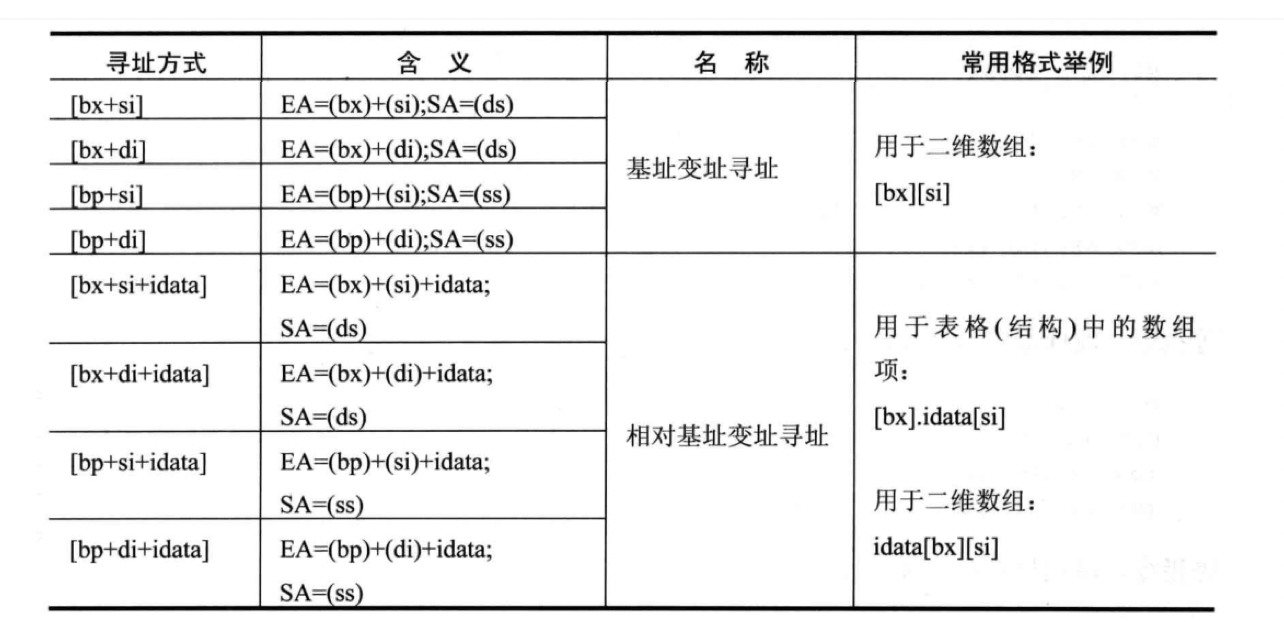 寻址方式 含 义 名 称 常用格式举例
[bx+si] EA=(bx)+(si);SA=(ds)
[bx+di] EA=(bx)+(di);SA=(ds)
[bp+si] EA=(bp)+(si);SA=(ss)
[bp+di] EA=(bp)+(di);SA=(ss)
基址变址寻址
用于二维数组：
[bx][si]
[bx+si+idata] EA=(bx)+(si)+idata;
SA=(ds)
[bx+di+idata] EA=(bx)+(di)+idata;
SA=(ds)
[bp+si+idata] EA=(bp)+(si)+idata;
SA=(ss)
[bp+di+idata] EA=(bp)+(di)+idata;
SA=(ss)
相对基址变址寻址
用于表格(结构)中的数组
项：
[bx].idata[si]
用于二维数组：
idata[bx][si]